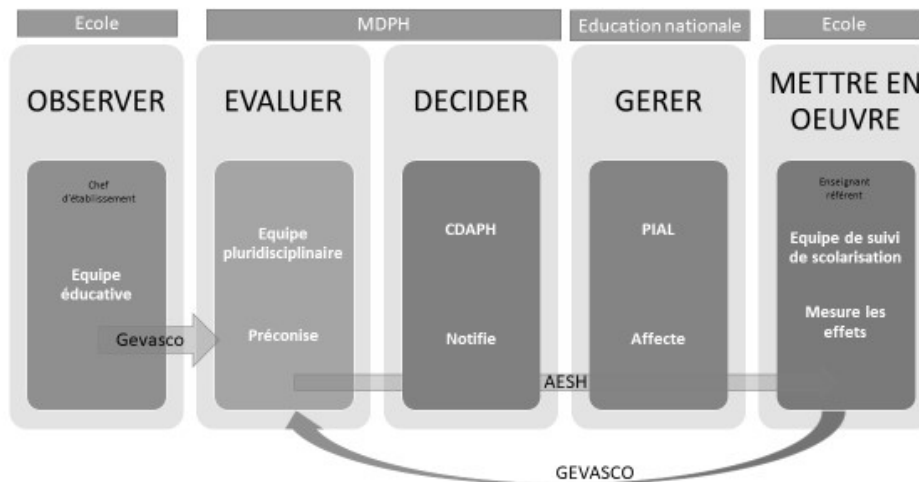 Ecole
MDPH
Education nationale
Ecole
OBSERVER
EVALUER
DECIDER
GERER
METTRE EN
OEUVRE
Chef
d'établissement
Equipe
éducative
Gevasco
Equipe
pluridisciplinaire
Préconise
CDAPH
Notifie
PIAL
Affecte
Enseignant
référent
Equipe de suivi
de scolarisation
Mesure les
effets
AESH
GEVASCO